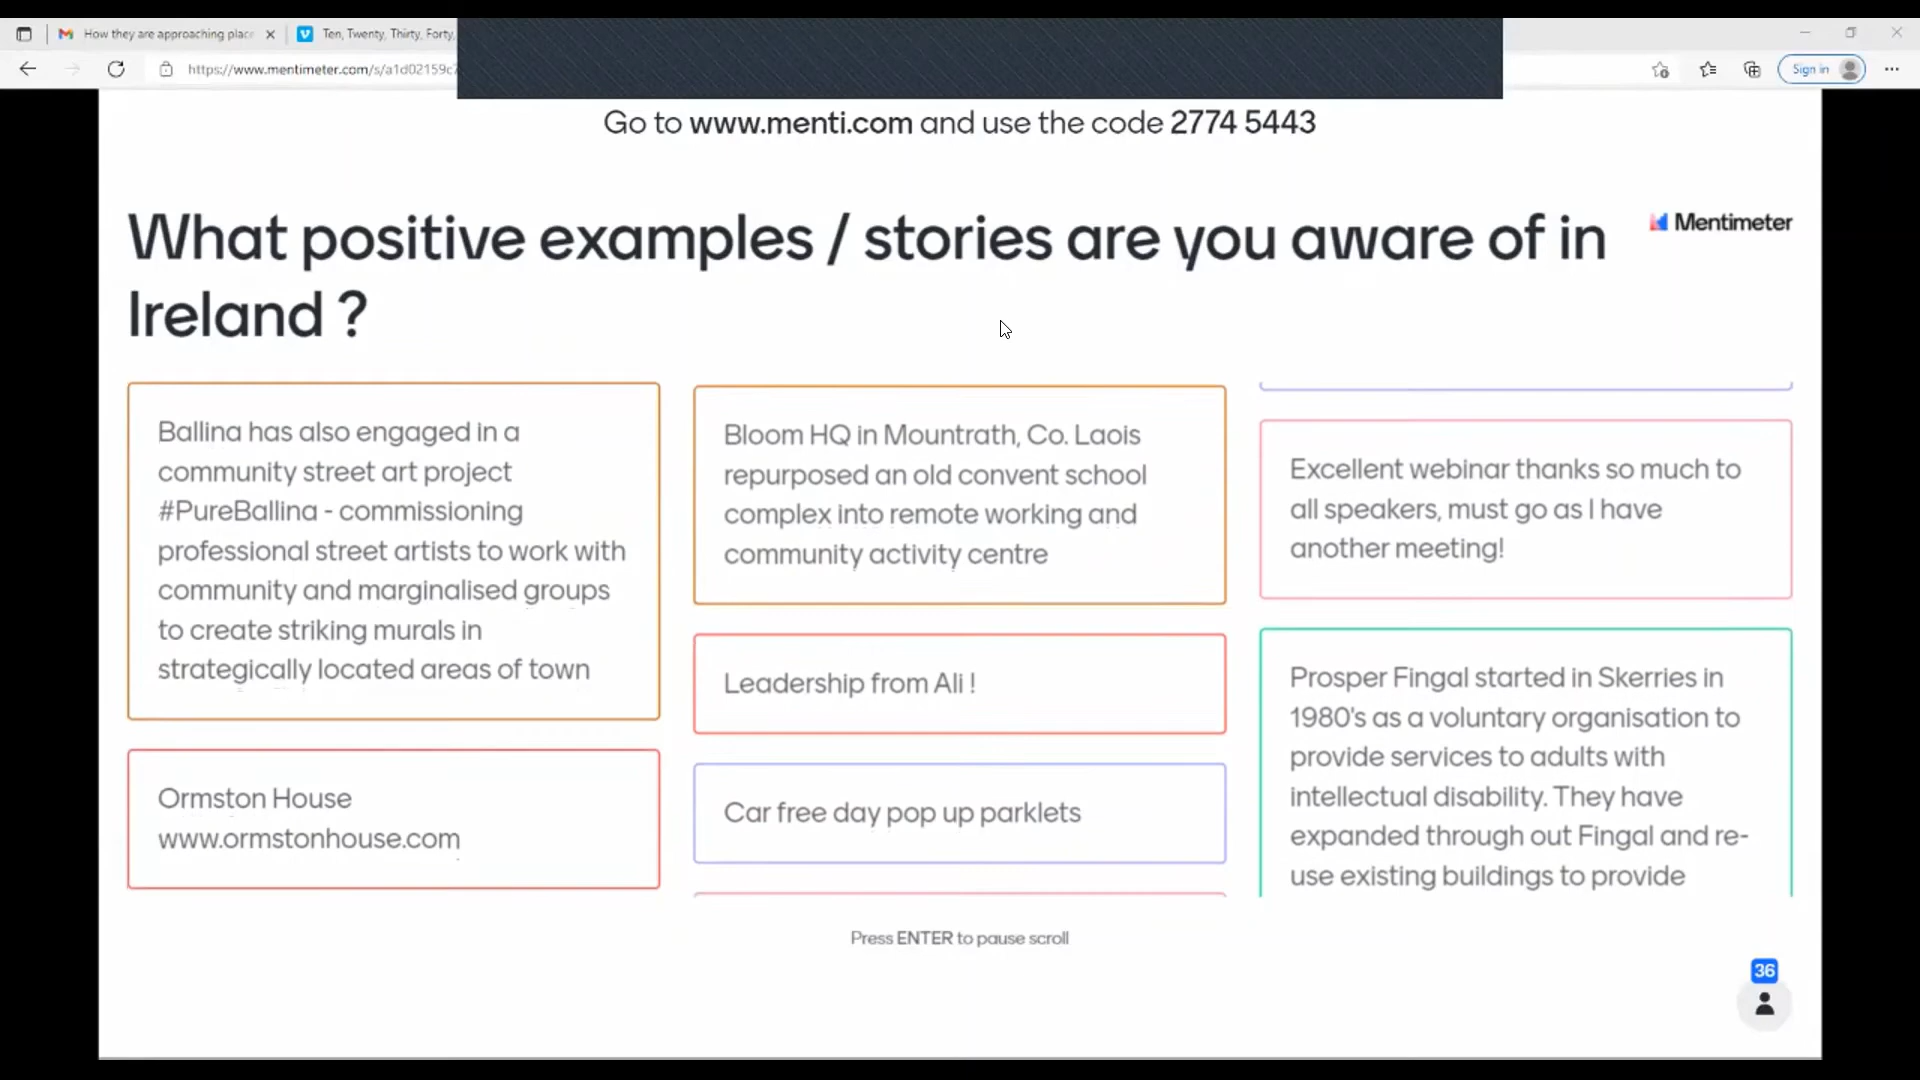 How they are approaching place
Ten, Twenty, Thirty, Forty,
https://www.mentimeter.com/s/a1d02159c7
Sign in
Go to www.menti.com and use the code 2774 5443
What positive examples / stories are you aware of in
Ireland ?
Mentimeter
Ballina has also engaged in a
community street art project
#PureBallina - commissioning
professional street artists to work with
community and marginalised groups
to create striking murals in
strategically located areas of town
Ormston House
www.ormstonhouse.com
Bloom HQ in Mountrath, Co. Laois
repurposed an old convent school
complex into remote working and
community activity centre
Leadership from Ali !
Car free day pop up parklets
Excellent webinar thanks so much to
all speakers, must go as I have
another meeting!
Prosper Fingal started in Skerries in
1980's as a voluntary organisation to
provide services to adults with
intellectual disability. They have
expanded through out Fingal and re-
use existing buildings to provide
Press ENTER to pause scroll
36